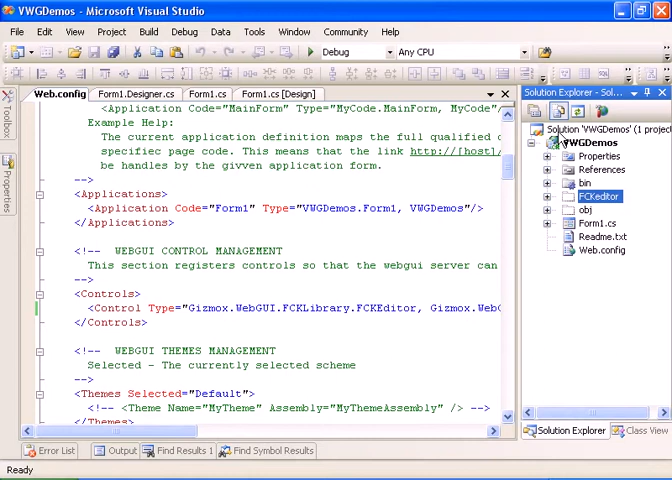 VWGDemos - Microsoft Visual Studio
File Edit View Project Build Debug Data Tools Window Community Help
Debug Any CPU
Web.config Form1.Designer.cs Form1.cs Form1.cs [Design]
Toolbox
Properties
<Application Code="MainForm" Type="MyCode.MainForm, MyCode"/
Example Help:
The current application definition maps the full qualified c
specifiec page code. This means that the link http://[host]/
be handles by the givven application form.
-->
<Applications>
<Application Code="Form1" Type="VWGDemos.Form1, VWGDemos"/>
</Applications>
<!-- WEBGUI CONTROL MANAGEMENT
This section registers controls so that the webgui server can
-->
<Controls>
<Control Type="Gizmox.WebGUI.FCKLibrary.FCKEditor, Gizmox.WebG
</Controls>
<!-- WEBGUI THEMES MANAGEMENT
Selected - The currently selected scheme
-->
<Themes Selected="Default">
<!-- <Theme Name="MyTheme" Assembly="MyThemeAssembly" /> -->
</Themes>
Solution Explorer - Solu...
Solution 'VWGDemos' (1 project
VWGDemos
Properties
References
bin
FCKeditor
obj
Form1.cs
Readme.txt
Web.config
Solution Explorer Class View
Error List Output Find Results 1 Find Symbol Results
Ready